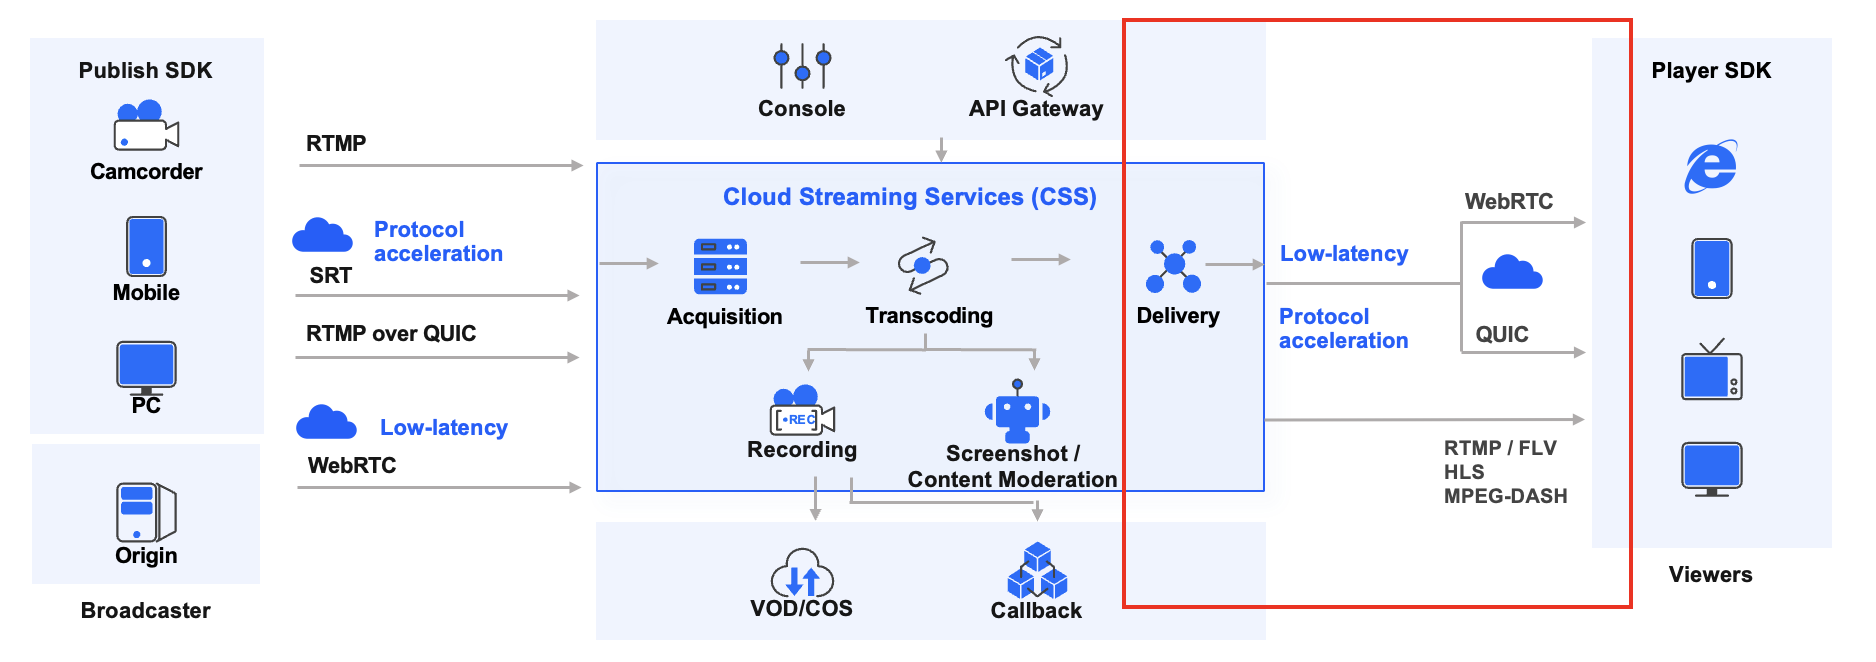 Publish SDK
Camcorder
Mobile
PC
Origin
Broadcaster
RTMP
Protocol
acceleration
SRT
RTMP over QUIC
Low-latency
WebRTC
Console
API Gateway
Cloud Streaming Services (CSS)
Acquisition
Transcoding
Delivery
•REC
Recording
Screenshot /
Content Moderation
VOD/COS
Callback
Low-latency
Protocol
acceleration
WebRTC
QUIC
RTMP / FLV
HLS
MPEG-DASH
Player SDK
Viewers